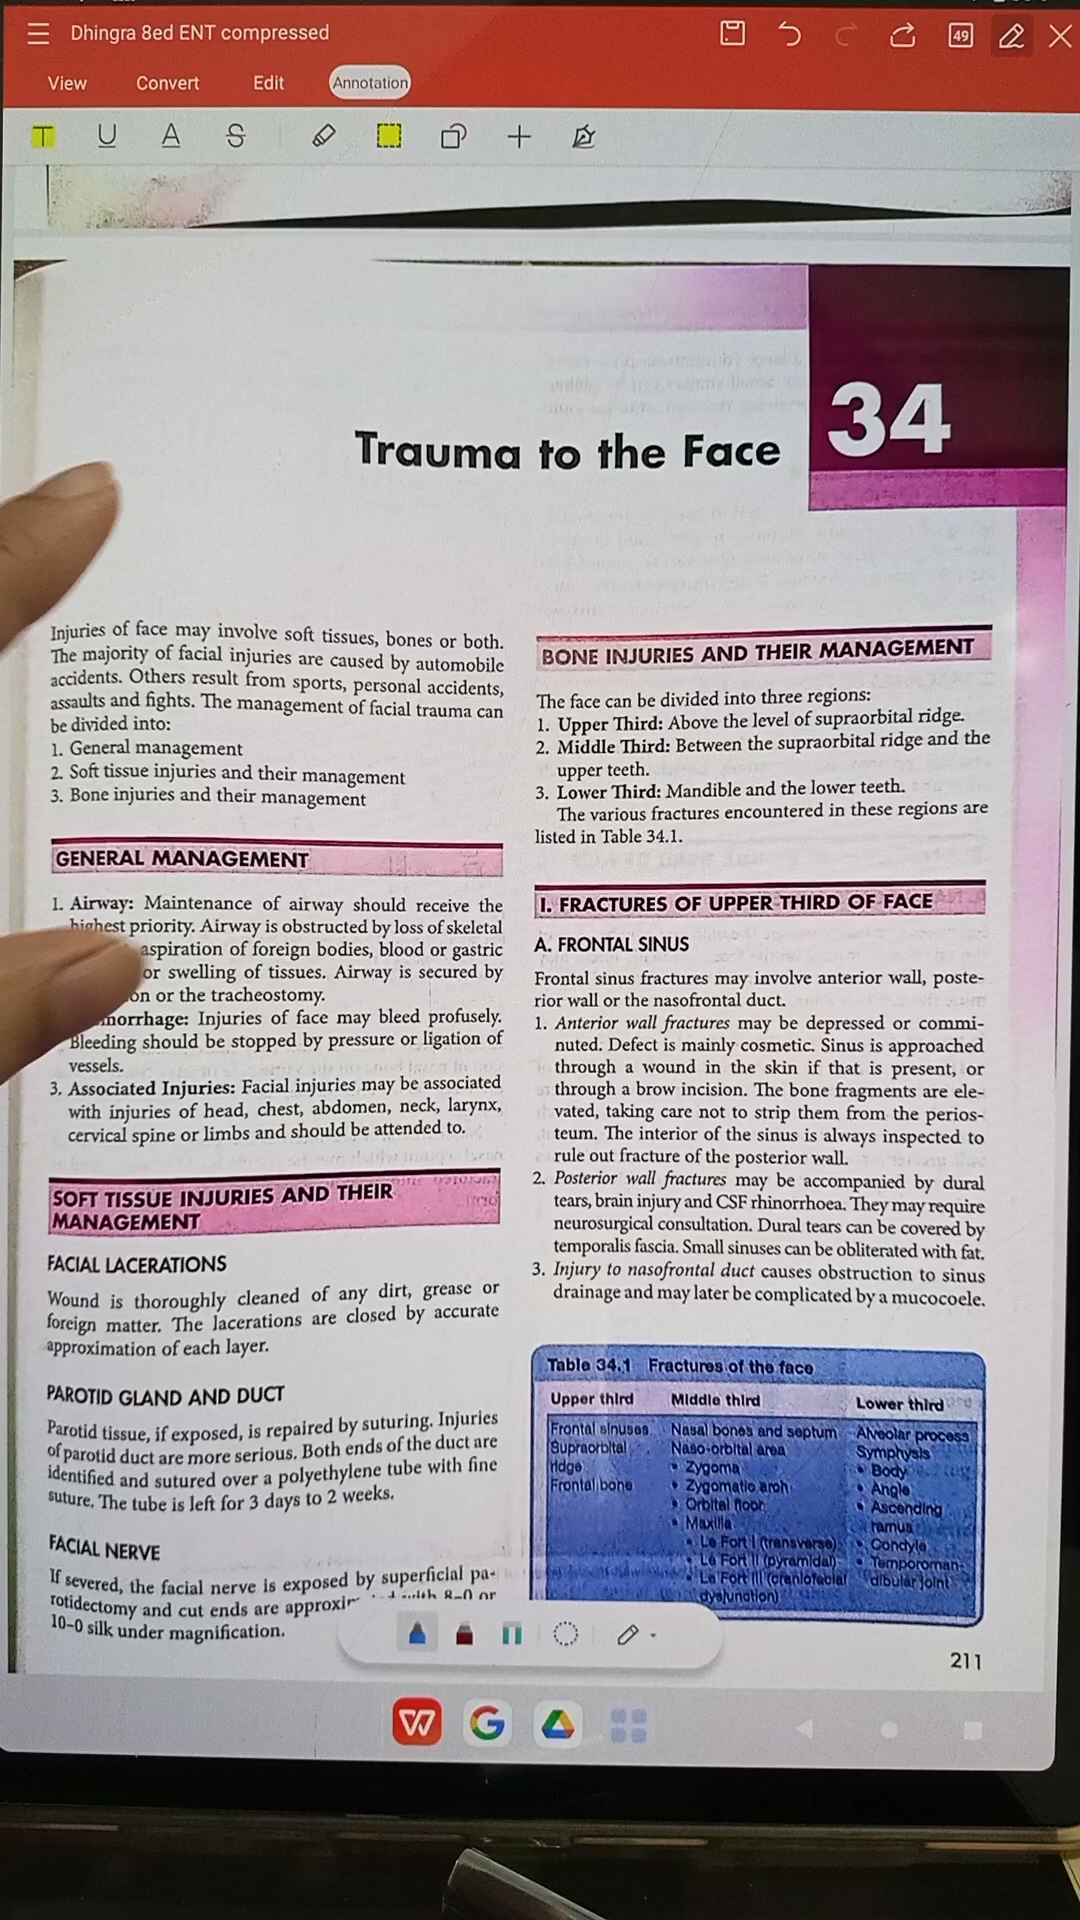 Dhingra 8ed ENT compressed
49
View Convert Edit Annotation
T U A S
34
Trauma to the Face
Injuries of face may involve soft tissues, bones or both.
The majority of facial injuries are caused by automobile
accidents. Others result from sports, personal accidents,
assaults and fights. The management of facial trauma can
be divided into:
1. General management
2. Soft tissue injuries and their management
3. Bone injuries and their management
GENERAL MANAGEMENT
1. Airway: Maintenance of airway should receive the
highest priority. Airway is obstructed by loss of skeletal
aspiration of foreign bodies, blood or gastric
or swelling of tissues. Airway is secured by
or the tracheostomy.
Injuries of face may bleed profusely.
Bleeding should be stopped by pressure or ligation of
vessels.
3. Associated Injuries: Facial injuries may be associated
with injuries of head, chest, abdomen, neck, larynx,
cervical spine or limbs and should be attended to.
SOFT TISSUE INJURIES AND THEIR
MANAGEMENT
FACIAL LACERATIONS
Wound is thoroughly cleaned of any dirt, grease or
foreign matter. The lacerations are closed by accurate
approximation of each layer.
PAROTID GLAND AND DUCT
Parotid tissue, if exposed, is repaired by suturing. Injuries
of parotid duct are more serious. Both ends of the duct are
identified and sutured over a polyethylene tube with fine
suture. The tube is left for 3 days to 2 weeks.
FACIAL NERVE
If severed, the facial nerve is exposed by superficial pa-
rotidectomy and cut ends are with 8-0 or
10-0 silk under magnification.
BONE INJURIES AND THEIR MANAGEMENT
The face can be divided into three regions:
1. Upper Third: Above the level of supraorbital ridge.
2. Middle Third: Between the supraorbital ridge and the
upper teeth.
3. Lower Third: Mandible and the lower teeth.
The various fractures encountered in these regions are
listed in Table 34.1.
I. FRACTURES OF UPPER THIRD OF FACE
A. FRONTAL SINUS
Frontal sinus fractures may involve anterior wall, poste-
rior wall or the nasofrontal duct.
1. Anterior wall fractures may be depressed or commi-
nuted. Defect is mainly cosmetic. Sinus is approached
through a wound in the skin if that is present, or
through a brow incision. The bone fragments are ele-
vated, taking care not to strip them from the perios-
teum. The interior of the sinus is always inspected to
rule out fracture of the posterior wall.
2. Posterior wall fractures may be accompanied by dural
tears, brain injury and CSF rhinorrhoea. They may require
neurosurgical consultation. Dural tears can be covered by
temporalis fascia. Small sinuses can be obliterated with fat.
3. Injury to nasofrontal duct causes obstruction to sinus
drainage and may later be complicated by a mucocoele.
Table 34.1 Fractures of the face
Upper third Middle third Lower third
Frontal sinuses Nasal bones and septum Alveolar process
Supraorbital Naso-orbital area Symphysis
ridge • Zygoma • Body
Frontal bone • Zygomatic arch • Angle
• Orbital floor • Ascending
• Maxilla ramus
• Le Fort I (transverse) • Condyle
• Le Fort II (pyramidal) • Temporoman-
• Le Fort III (craniofacial dibular joint
dysjunction)
211